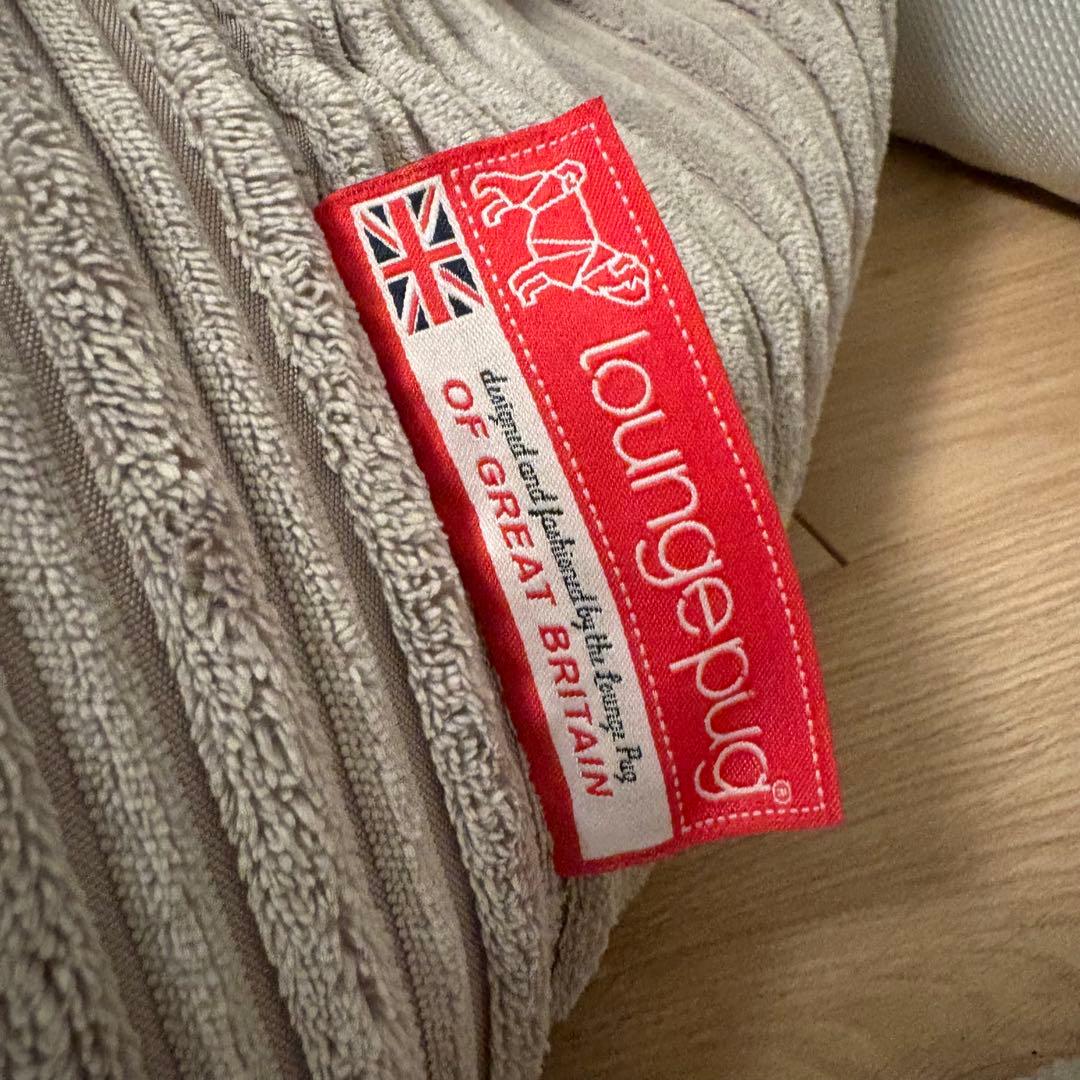 loungepug®
designed and fashioned by the Lounge Pug
OF GREAT BRITAIN